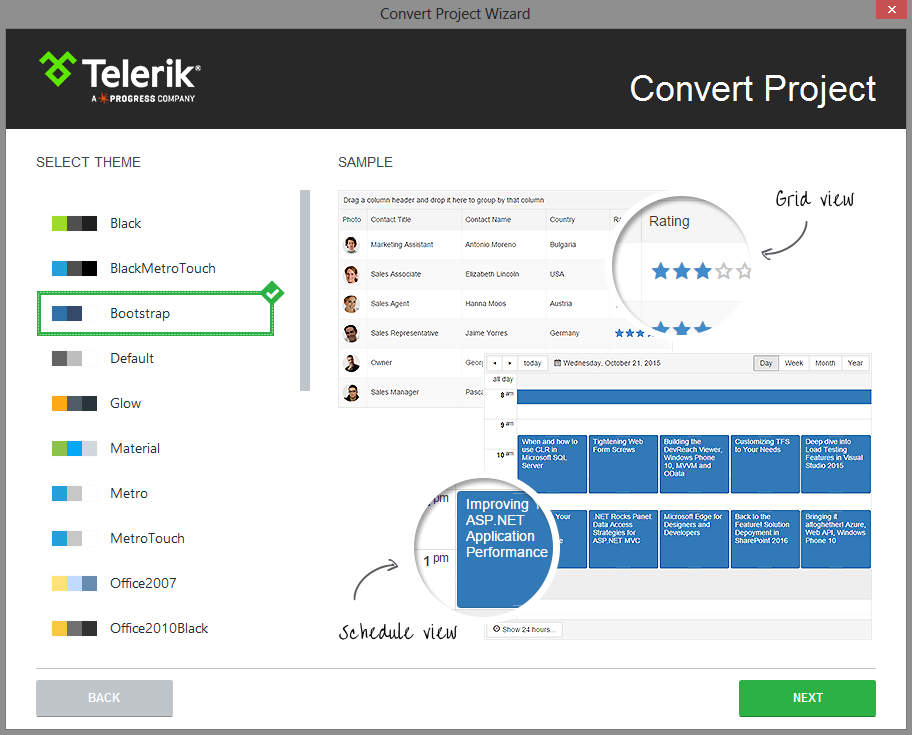 Convert Project Wizard
Telerik®
A PROGRESS COMPANY
Convert Project
SELECT THEME
Black
BlackMetroTouch
Bootstrap
Default
Glow
Material
Metro
MetroTouch
Office2007
Office2010Black
SAMPLE
Drag a column header and drop it here to group by that column
Photo Contact Title Contact Name Country
Marketing Assistant Antonio Moreno Bulgaria
Sales Associate Elizabeth Lincoln USA
Sales Agent Hanna Moos Austria
Sales Representative Jaime Yorres Germany
Owner
Sales Manager
Rating
Grid view
today Wednesday, October 21, 2015 Day Week Month Year
all day
8 am
9 am
10 am
When and how to
use CLR in
Microsoft SQL
Server
Tightening Web
Form Screws
Building the
DevReach Viewer,
Windows Phone
10, MVVM and
OData
Customizing TFS
to Your Needs
Deep dive into
Load Testing
Features in Visual
Studio 2015
Your
.NET Rocks Panel:
Data Access
Strategies for
ASP.NET MVC
Microsoft Edge for
Designers and
Developers
Back to the
Future! Solution
Depoyment in
SharePoint 2016
Bringing it
altoghether! Azure,
Web API, Windows
Phone 10
pm
1 pm
Improving
ASP.NET
Application
Performance
Schedule view
Show 24 hours...
BACK
NEXT